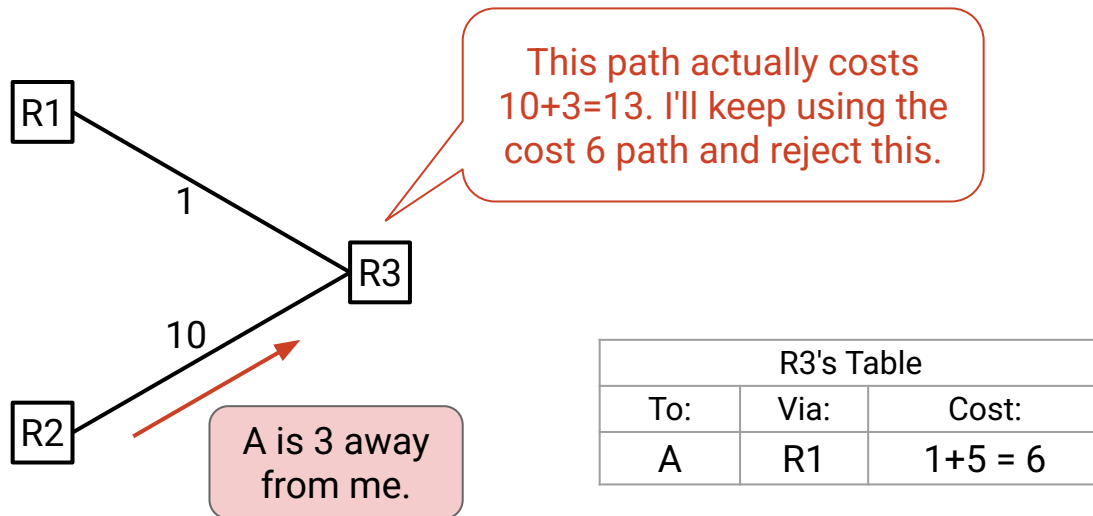 This path actually costs
10+3=13. I'll keep using the
cost 6 path and reject this.
R1
1
R3
10
R2
A is 3 away
from me.
R3's Table
To: Via: Cost:
A R1 1+5 = 6